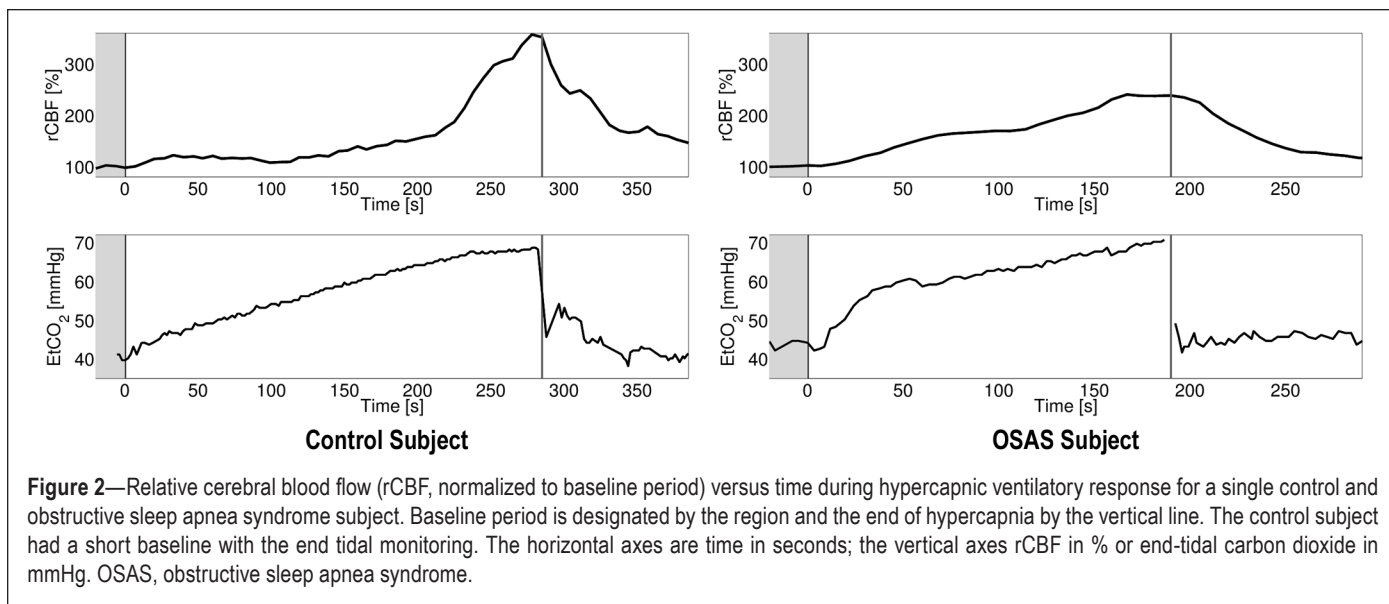 rCBF [%]
300
200
100
0 50 100 150 200 250 300 350
Time [s]
rCBF [%]
300
200
100
0 50 100 150 200 250
Time [s]
EtCO2 [mmHg]
70
60
50
40
0 50 100 150 200 250 300 350
Time [s]
Control Subject
EtCO2 [mmHg]
70
60
50
40
0 50 100 150 200 250
Time [s]
OSAS Subject
Figure 2—Relative cerebral blood flow (rCBF, normalized to baseline period) versus time during hypercapnic ventilatory response for a single control and
obstructive sleep apnea syndrome subject. Baseline period is designated by the region and the end of hypercapnia by the vertical line. The control subject
had a short baseline with the end tidal monitoring. The horizontal axes are time in seconds; the vertical axes rCBF in % or end-tidal carbon dioxide in
mmHg. OSAS, obstructive sleep apnea syndrome.